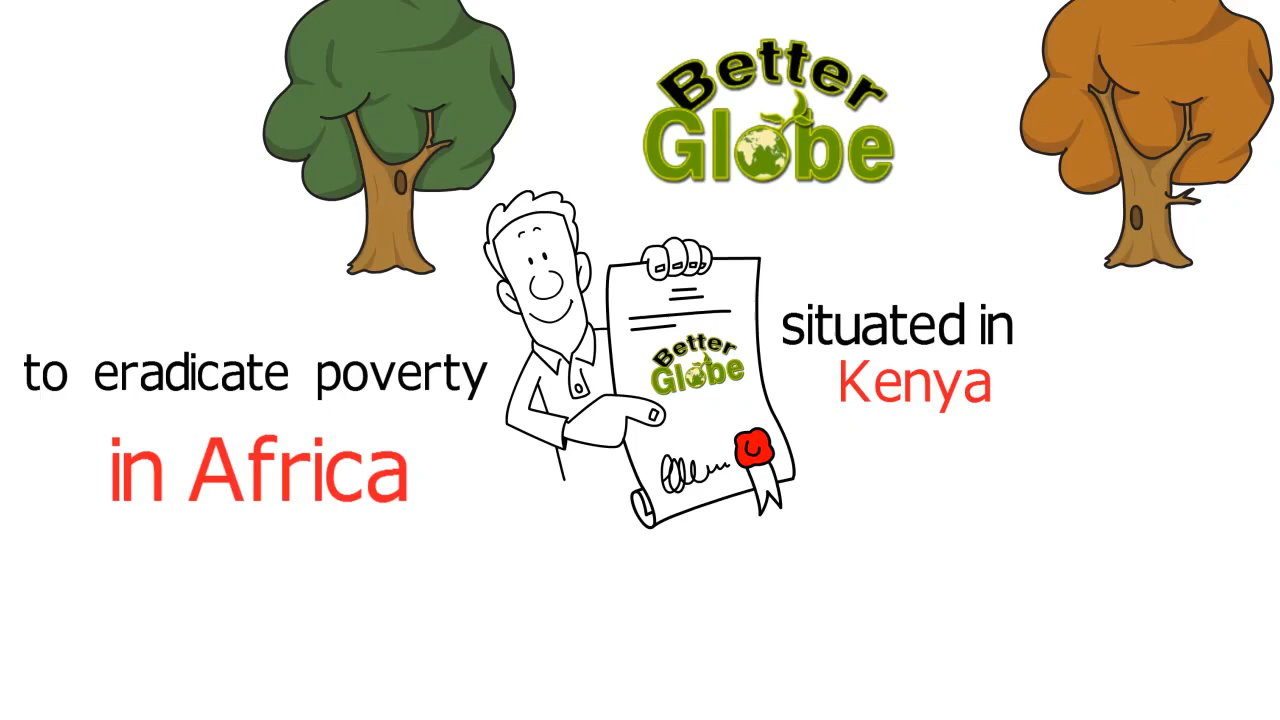 Better
Globe
to eradicate poverty
in Africa
Better
Globe
situated in
Kenya